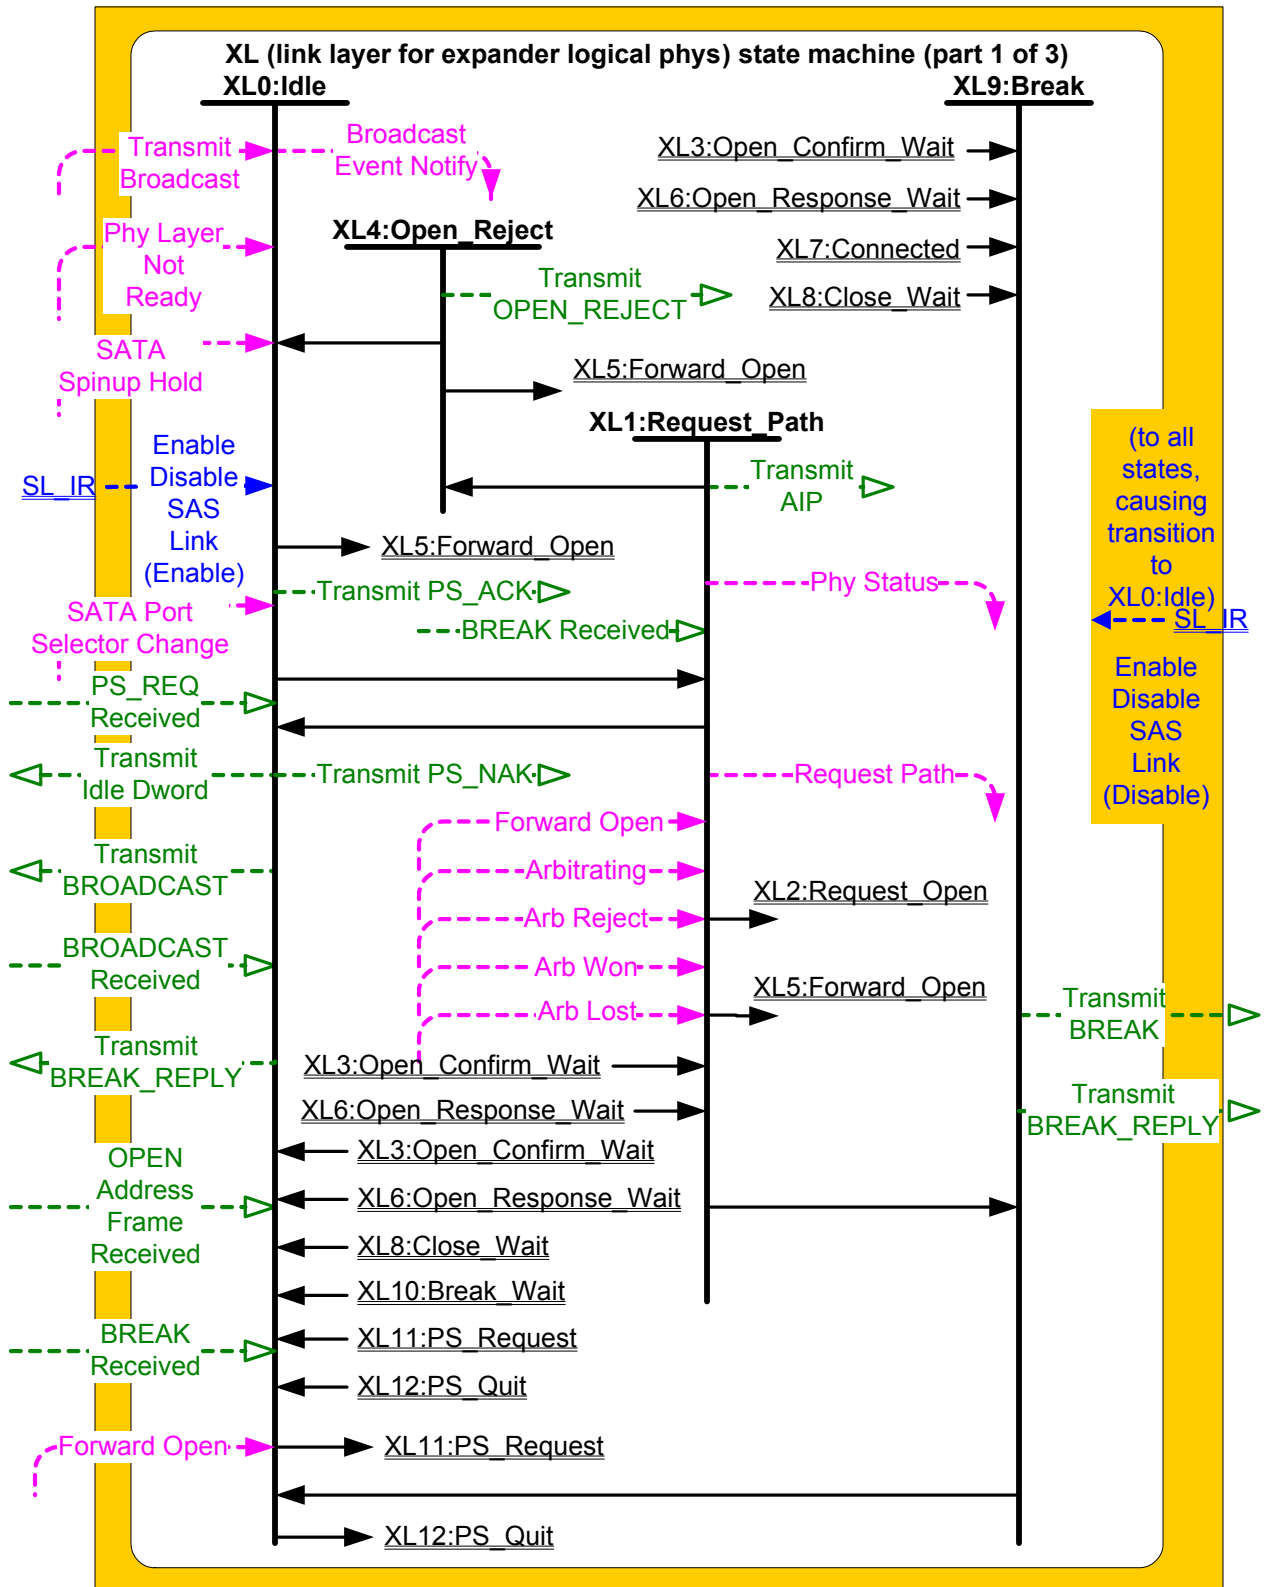 XL (link layer for expander logical phys) state machine (part 1 of 3)
XL0:Idle
XL9:Break
Transmit
Broadcast
Broadcast
Event Notify
XL3:Open_Confirm_Wait
XL6:Open_Response_Wait
XL7:Connected
XL8:Close_Wait
Phy Layer
Not
Ready
XL4:Open_Reject
Transmit
OPEN_REJECT
SATA
Spinup Hold
XL5:Forward_Open
XL1:Request_Path
SL_IR
Enable
Disable
SAS
Link
(Enable)
Transmit
AIP
(to all
states,
causing
transition
to
XL0:Idle)
SL_IR
Enable
Disable
SAS
Link
(Disable)
XL5:Forward_Open
Transmit PS_ACK
Phy Status
SATA Port
Selector Change
BREAK Received
PS_REQ
Received
Transmit
Idle Dword
Transmit PS_NAK
Request Path
Forward Open
Transmit
BROADCAST
Arbitrating
XL2:Request_Open
Arb Reject
BROADCAST
Received
Arb Won
XL5:Forward_Open
Arb Lost
Transmit
BREAK
Transmit
BREAK_REPLY
XL3:Open_Confirm_Wait
XL6:Open_Response_Wait
Transmit
BREAK_REPLY
XL3:Open_Confirm_Wait
OPEN
Address
Frame
Received
XL6:Open_Response_Wait
XL8:Close_Wait
XL10:Break_Wait
BREAK
Received
XL11:PS_Request
XL12:PS_Quit
Forward Open
XL11:PS_Request
XL12:PS_Quit